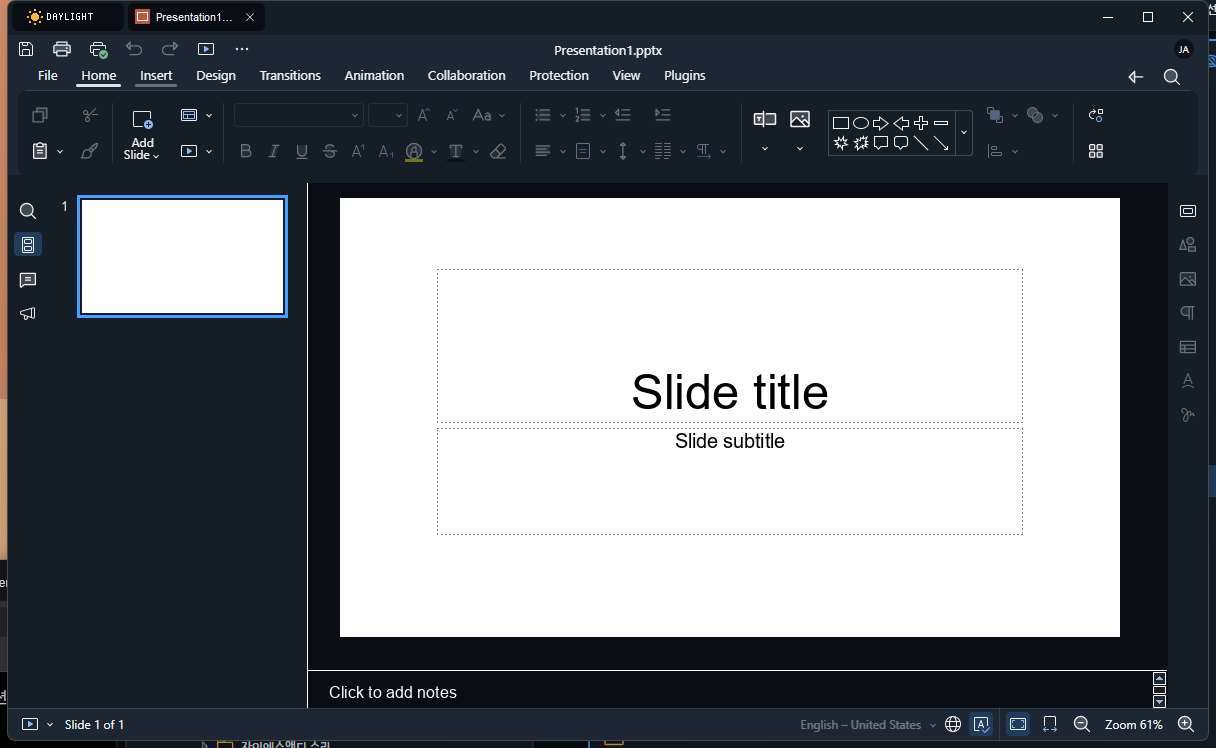 DAYLIGHT
Presentation1...
Presentation1.pptx
JA
File Home Insert Design Transitions Animation Collaboration Protection View Plugins
Add
Slide
Aa
B I U S A A A T
1
Slide title
Slide subtitle
Click to add notes
Slide 1 of 1
English – United States
Zoom 61%